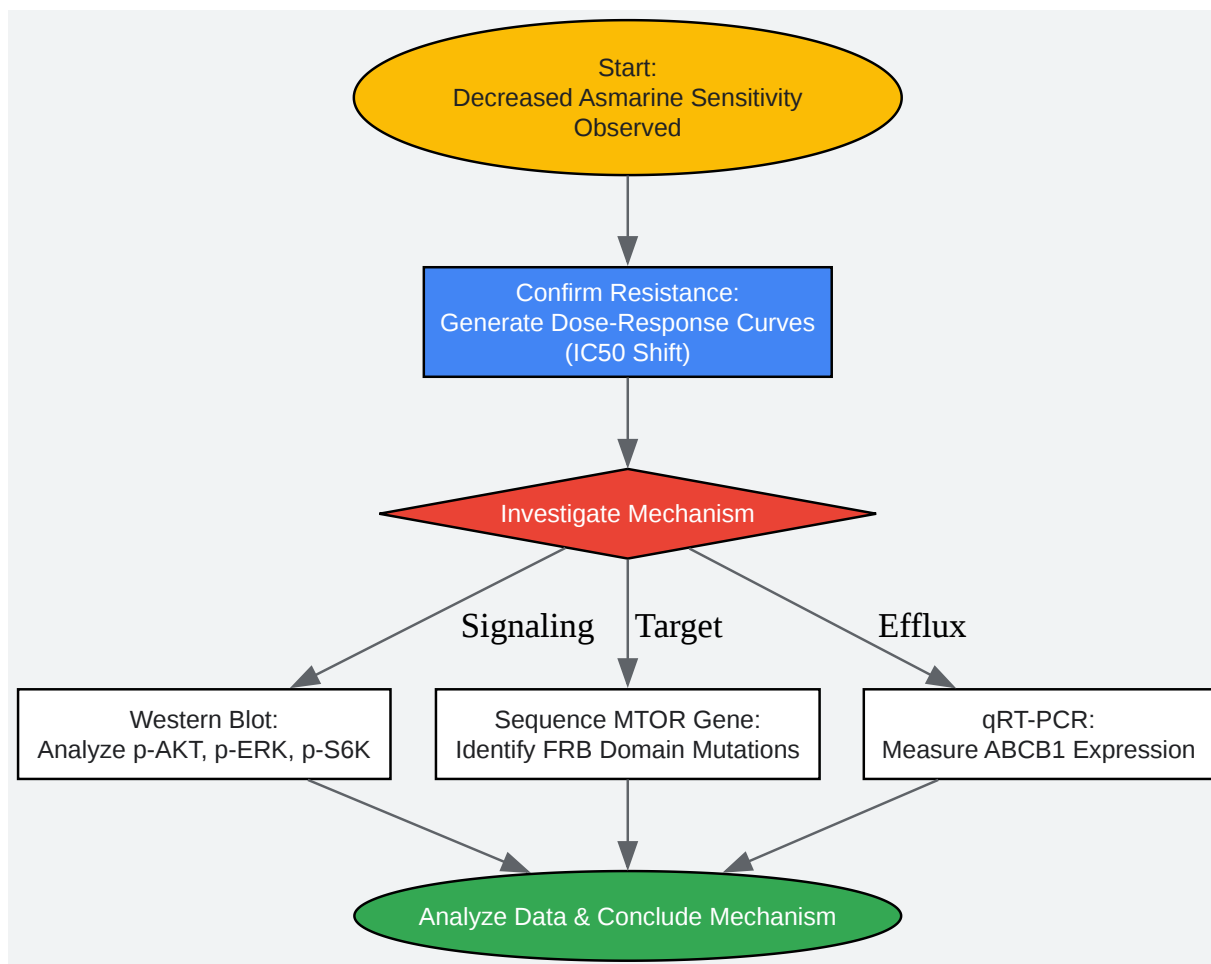 Start:
Decreased Asmarine Sensitivity
Observed
Confirm Resistance:
Generate Dose-Response Curves
(IC50 Shift)
Investigate Mechanism
Signaling
Target
Efflux
Western Blot:
Analyze p-AKT, p-ERK, p-S6K
Sequence MTOR Gene:
Identify FRB Domain Mutations
qRT-PCR:
Measure ABCB1 Expression
Analyze Data & Conclude Mechanism